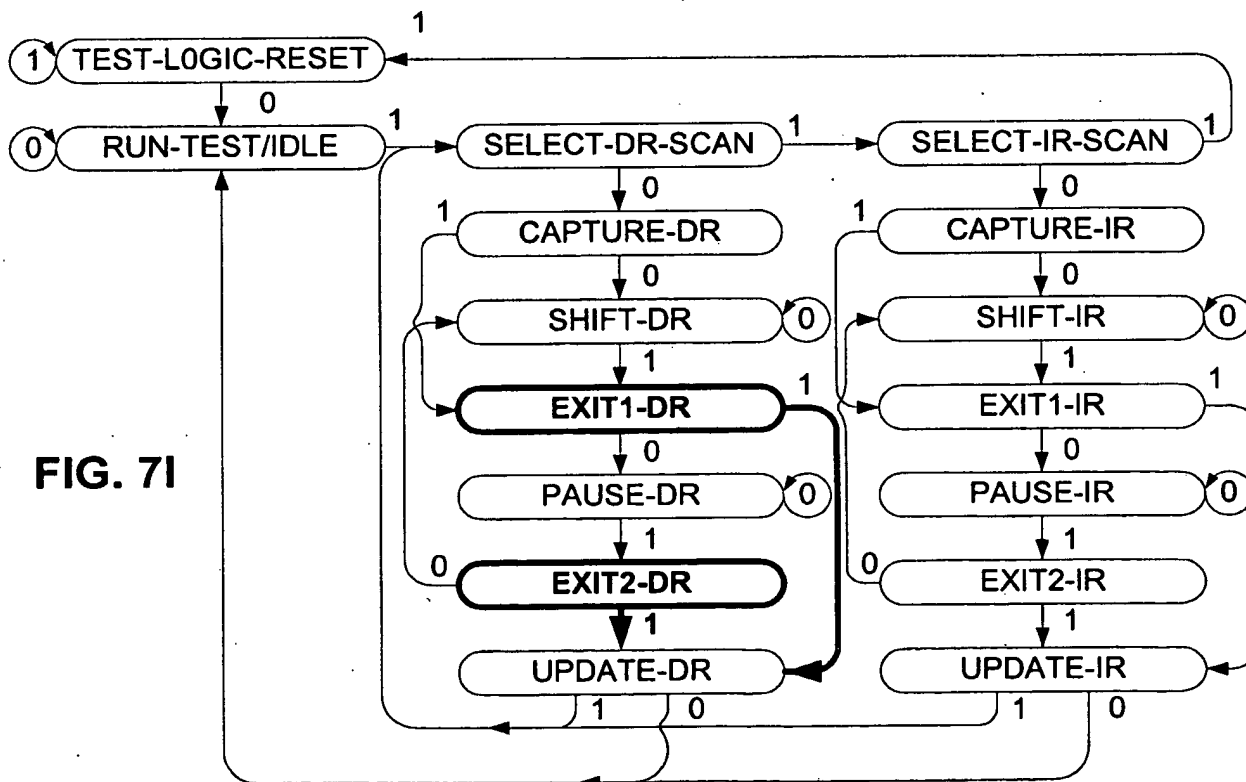 1
1 TEST-L0GIC-RESET
0
0 RUN-TEST/IDLE 1 SELECT-DR-SCAN 1 SELECT-IR-SCAN 1
0 0
1 CAPTURE-DR 1 CAPTURE-IR
0 0
SHIFT-DR 0 SHIFT-IR 0
1 1
EXIT1-DR 1 EXIT1-IR 1
0 0
FIG. 7I PAUSE-DR 0 PAUSE-IR 0
1 1
0 EXIT2-DR 0 EXIT2-IR
1 1
UPDATE-DR UPDATE-IR
1 0 1 0